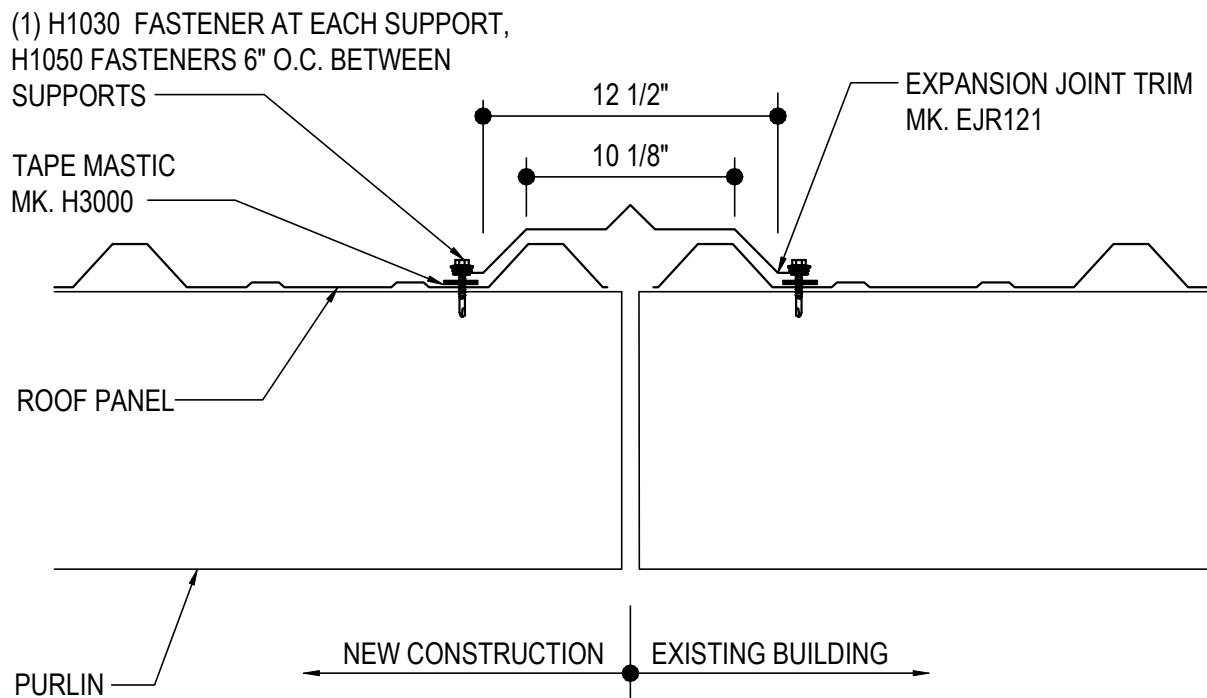 (1) H1030 FASTENER AT EACH SUPPORT,
H1050 FASTENERS 6" O.C. BETWEEN
SUPPORTS
12 1/2"
EXPANSION JOINT TRIM
MK. EJR121
10 1/8"
TAPE MASTIC
MK. H3000
ROOF PANEL
NEW CONSTRUCTION
EXISTING BUILDING
PURLIN